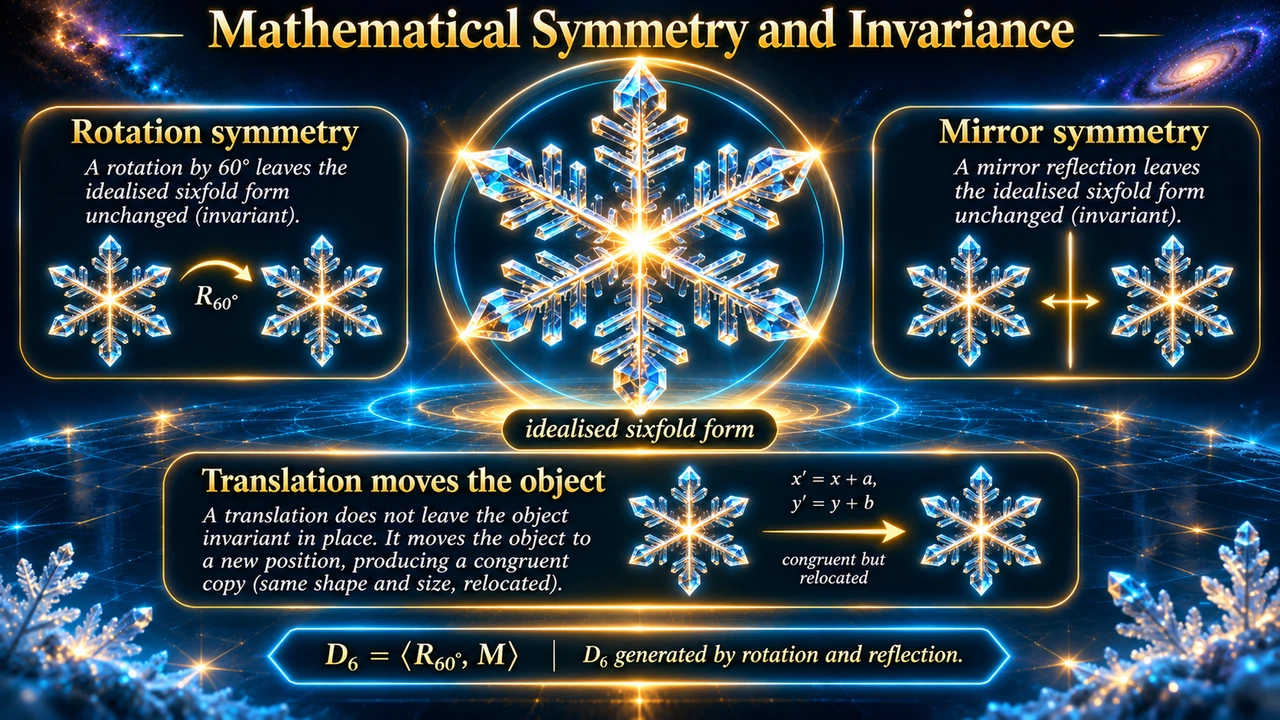 Mathematical Symmetry and Invariance
Rotation symmetry
A rotation by 60° leaves the
idealised sixfold form
unchanged (invariant).
R60°
Mirror symmetry
A mirror reflection leaves
the idealised sixfold form
unchanged (invariant).
idealised sixfold form
Translation moves the object
A translation does not leave the object
invariant in place. It moves the object to
a new position, producing a congruent
copy (same shape and size, relocated).
x′ = x + a,
y′ = y + b
congruent but
relocated
D₆ = ⟨R60°, M⟩ | D₆ generated by rotation and reflection.